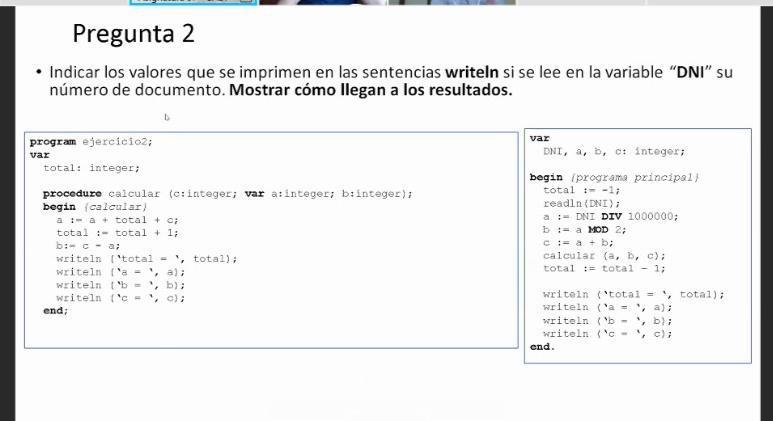 Pregunta 2
• Indicar los valores que se imprimen en las sentencias writeln si se lee en la variable “DNI” su
número de documento. Mostrar cómo llegan a los resultados.
program ejercicio2;
var
total: integer;
procedure calcular (c:integer; var a:integer; b:integer);
begin {calcular}
a := a + total + c;
total := total + 1;
b:= c - a;
writeln (‘total = ‘, total);
writeln (‘a = ‘, a);
writeln (‘b = ‘, b);
writeln (‘c = ‘, c);
end;
var
DNI, a, b, c: integer;
begin {programa principal}
total := -1;
readln(DNI);
a := DNI DIV 1000000;
b := a MOD 2;
c := a + b;
calcular (a, b, c);
total := total - 1;
writeln (‘total = ‘, total);
writeln (‘a = ‘, a);
writeln (‘b = ‘, b);
writeln (‘c = ‘, c);
end.